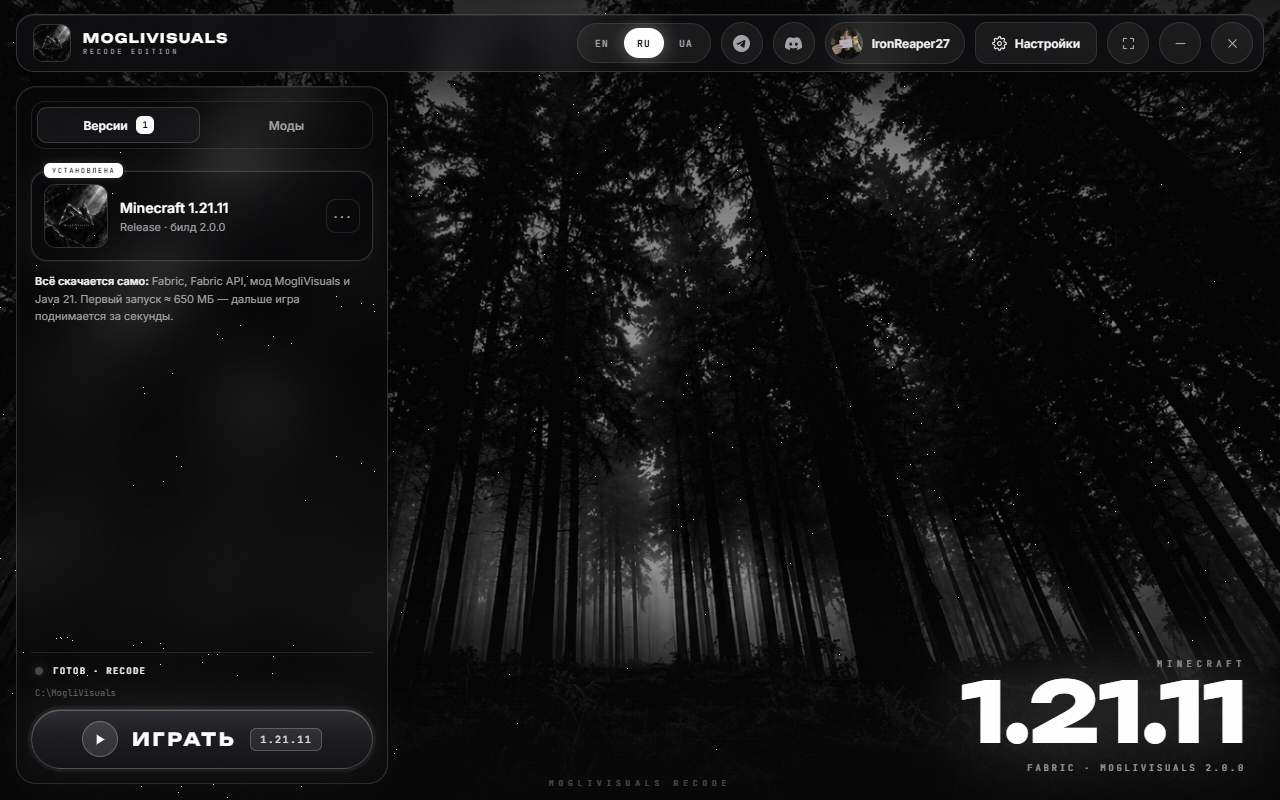 MOGLIVISUALS
RECODE EDITION
EN RU UA
IronReaper27
Настройки
Версии 1
Моды
УСТАНОВЛЕНА
Minecraft 1.21.11
Release · билд 2.0.0
Всё скачается само: Fabric, Fabric API, мод MogliVisuals и
Java 21. Первый запуск ≈ 650 МБ — дальше игра
поднимается за секунды.
ГОТОВ · RECODE
C:\MogliVisuals
ИГРАТЬ 1.21.11
MINECRAFT
1.21.11
FABRIC · MOGLIVISUALS 2.0.0
MOGLIVISUALS RECODE